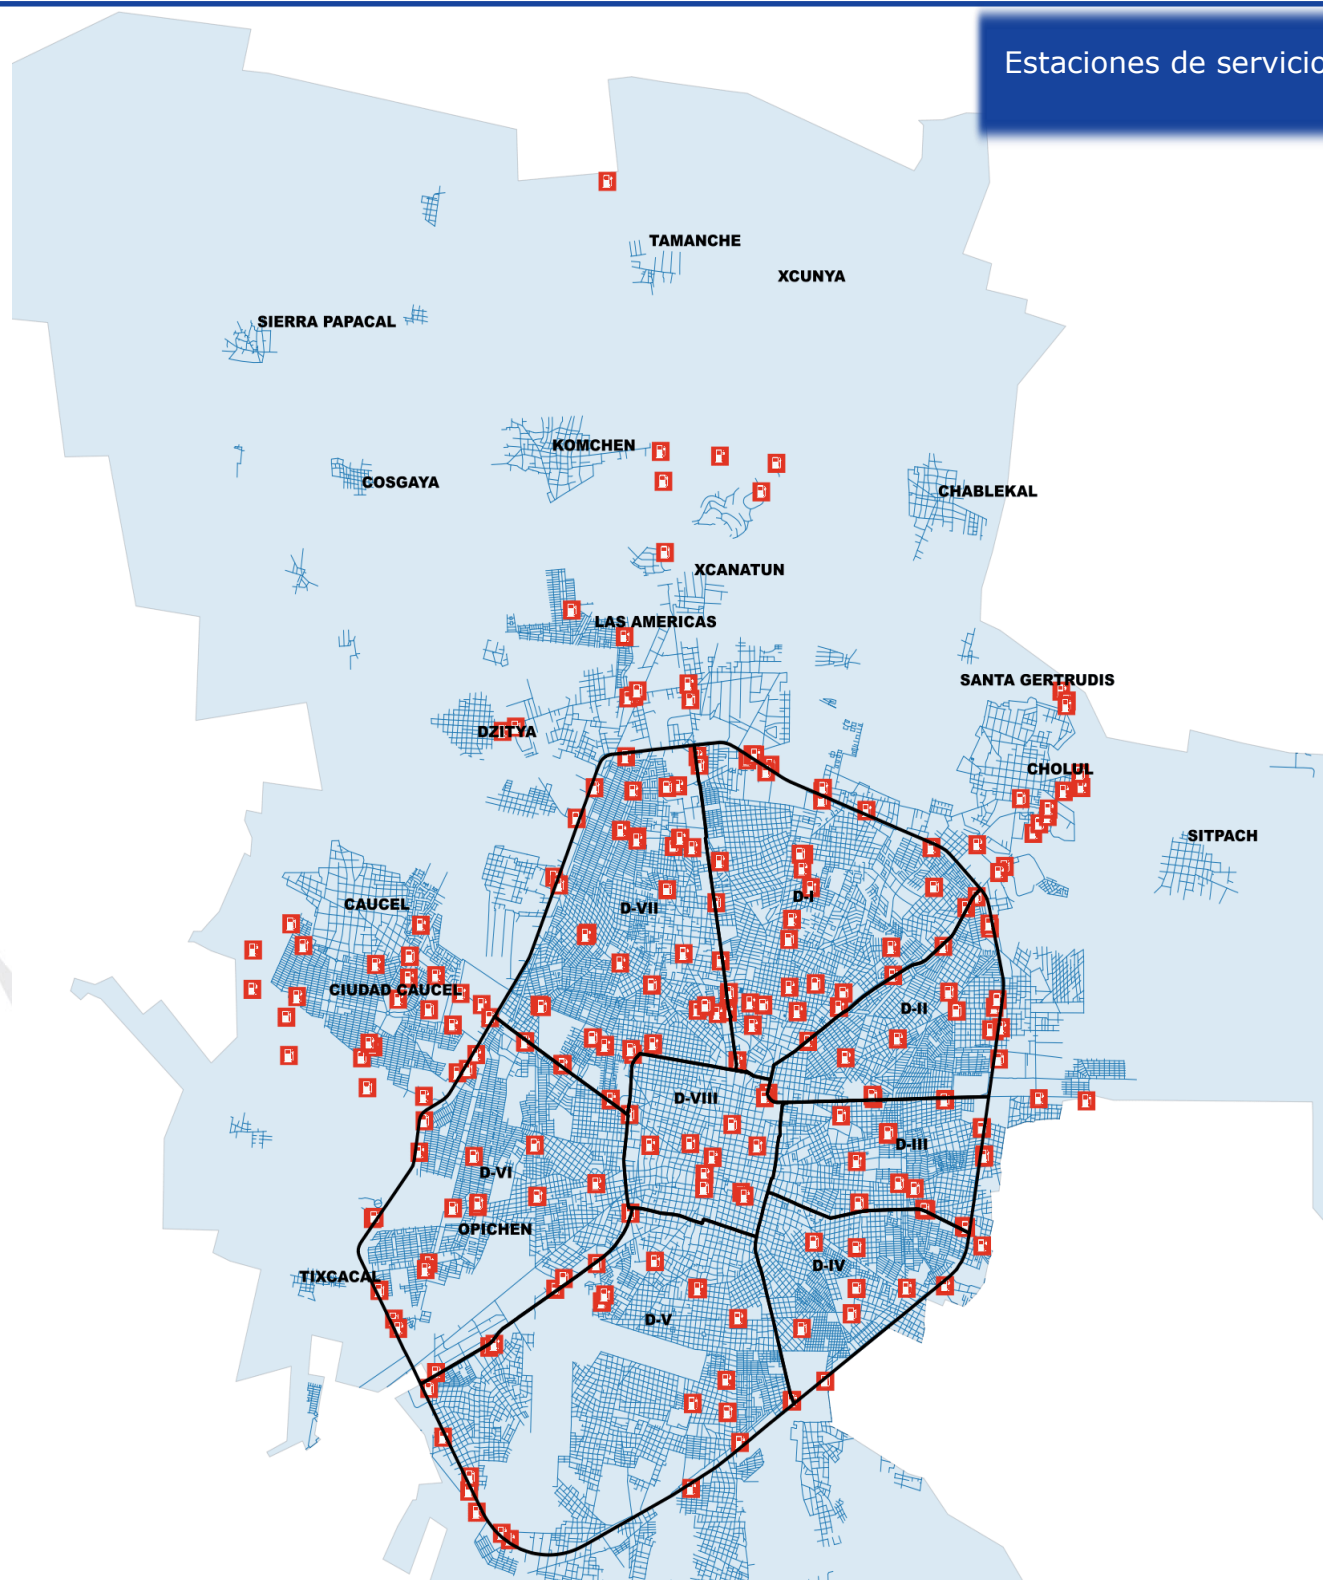 Estaciones de servicio
TAMANCHE
XCUNYA
SIERRA PAPACAL
KOMCHEN
COSGAYA
CHABLEKAL
XCANATUN
LAS AMERICAS
SANTA GERTRUDIS
DZITYA
CHOLUL
SITPACH
CAUCEL
D-VII
D-I
CIUDAD CAUCEL
D-II
D-VIII
D-III
D-VI
OPICHEN
D-IV
TIXCACAL
D-V